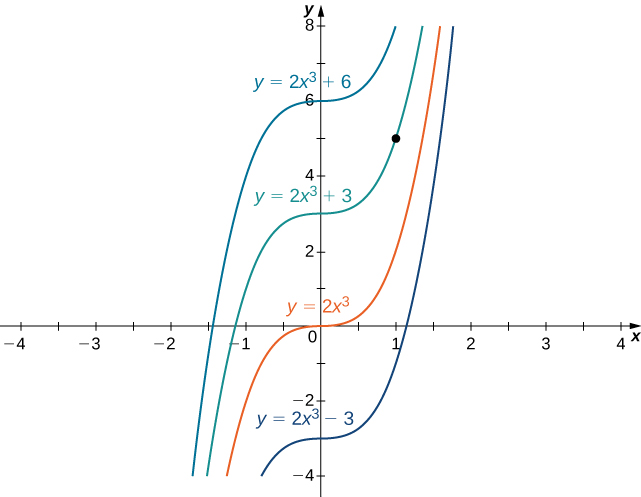 y
8
y = 2x³ + 6
6
4
y = 2x³ + 3
2
y = 2x³
−4 −3 −2 −1 0 1 2 3 4 x
−2
y = 2x³ − 3
−4